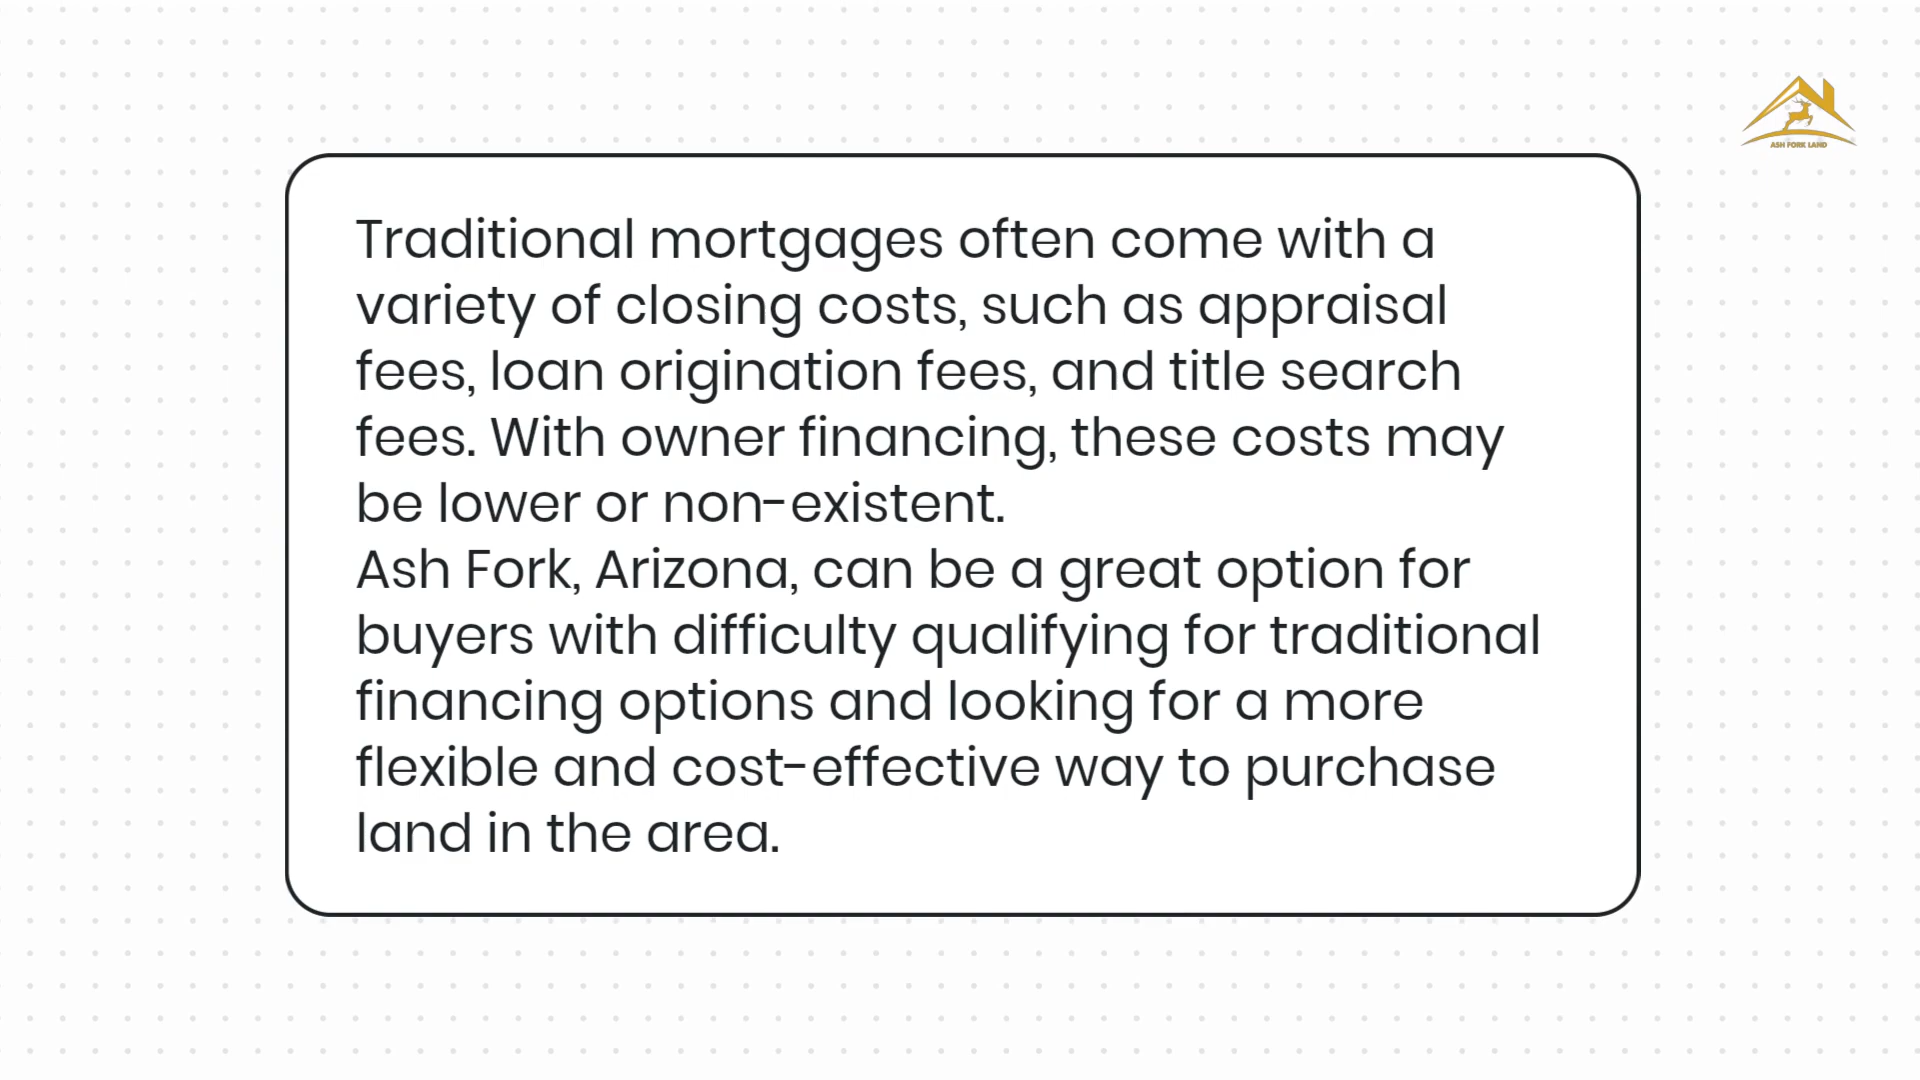 ASH FORK LAND
Traditional mortgages often come with a
variety of closing costs, such as appraisal
fees, loan origination fees, and title search
fees. With owner financing, these costs may
be lower or non-existent.
Ash Fork, Arizona, can be a great option for
buyers with difficulty qualifying for traditional
financing options and looking for a more
flexible and cost-effective way to purchase
land in the area.